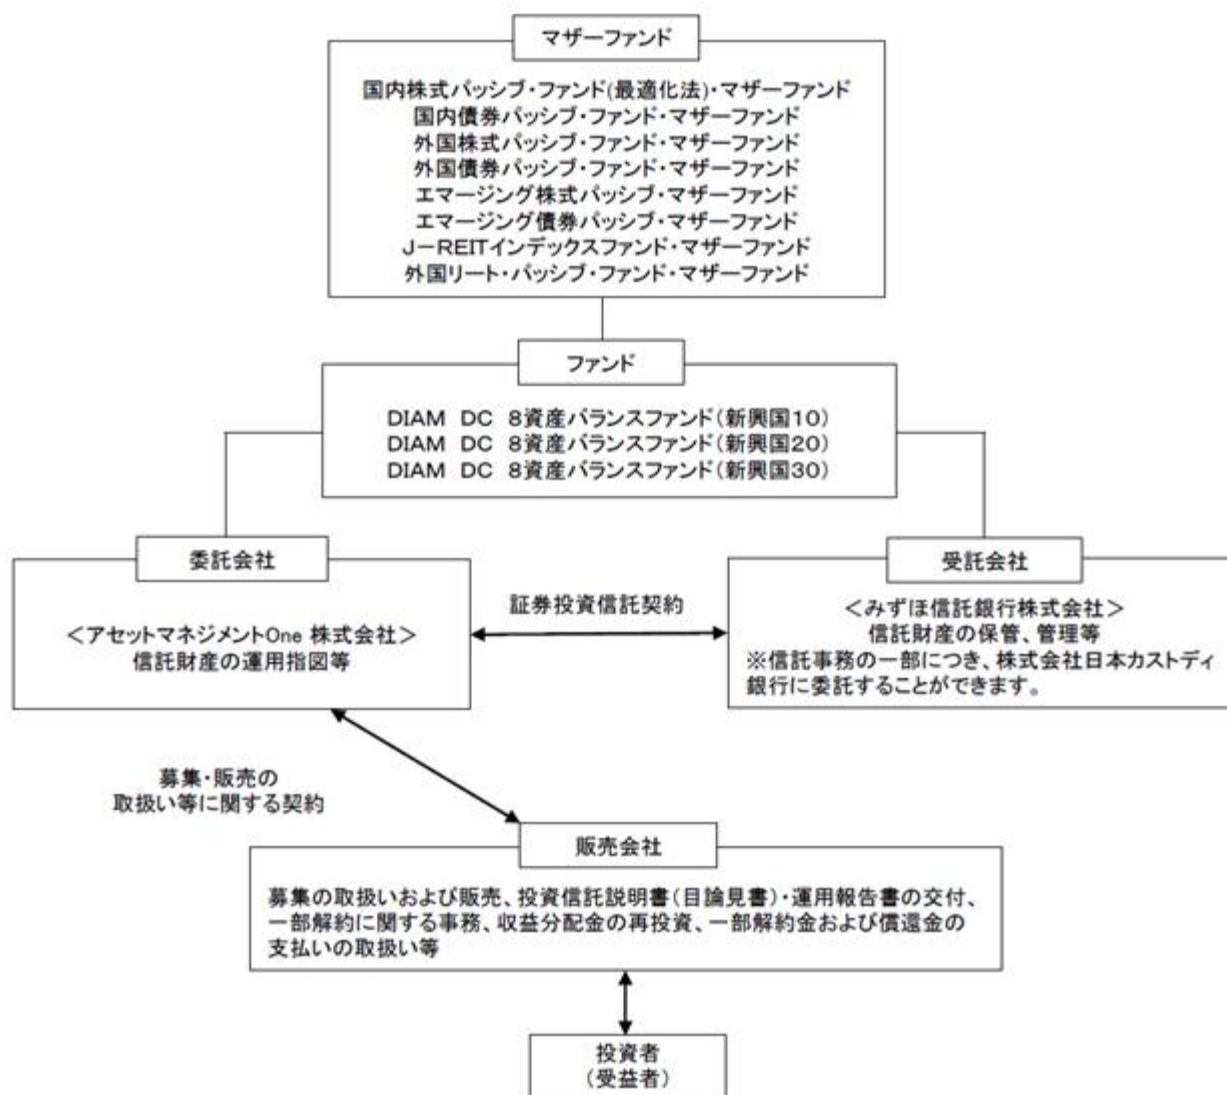 マザーファンド
国内株式パッシブ・ファンド(最適化法)・マザーファンド
国内債券パッシブ・ファンド・マザーファンド
外国株式パッシブ・ファンド・マザーファンド
外国債券パッシブ・ファンド・マザーファンド
エマージング株式パッシブ・マザーファンド
エマージング債券パッシブ・マザーファンド
J－REITインデックスファンド・マザーファンド
外国リート・パッシブ・ファンド・マザーファンド
ファンド
DIAM　DC　8資産バランスファンド（新興国10）
DIAM　DC　8資産バランスファンド（新興国20）
DIAM　DC　8資産バランスファンド（新興国30）
委託会社
＜アセットマネジメントOne 株式会社＞
信託財産の運用指図等
証券投資信託契約
受託会社
＜みずほ信託銀行株式会社＞
信託財産の保管、管理等
※信託事務の一部につき、株式会社日本カストディ
銀行に委託することができます。
募集・販売の
取扱い等に関する契約
販売会社
募集の取扱いおよび販売、投資信託説明書（目論見書）・運用報告書の交付、
一部解約に関する事務、収益分配金の再投資、一部解約金および償還金の
支払いの取扱い等
投資者
（受益者）